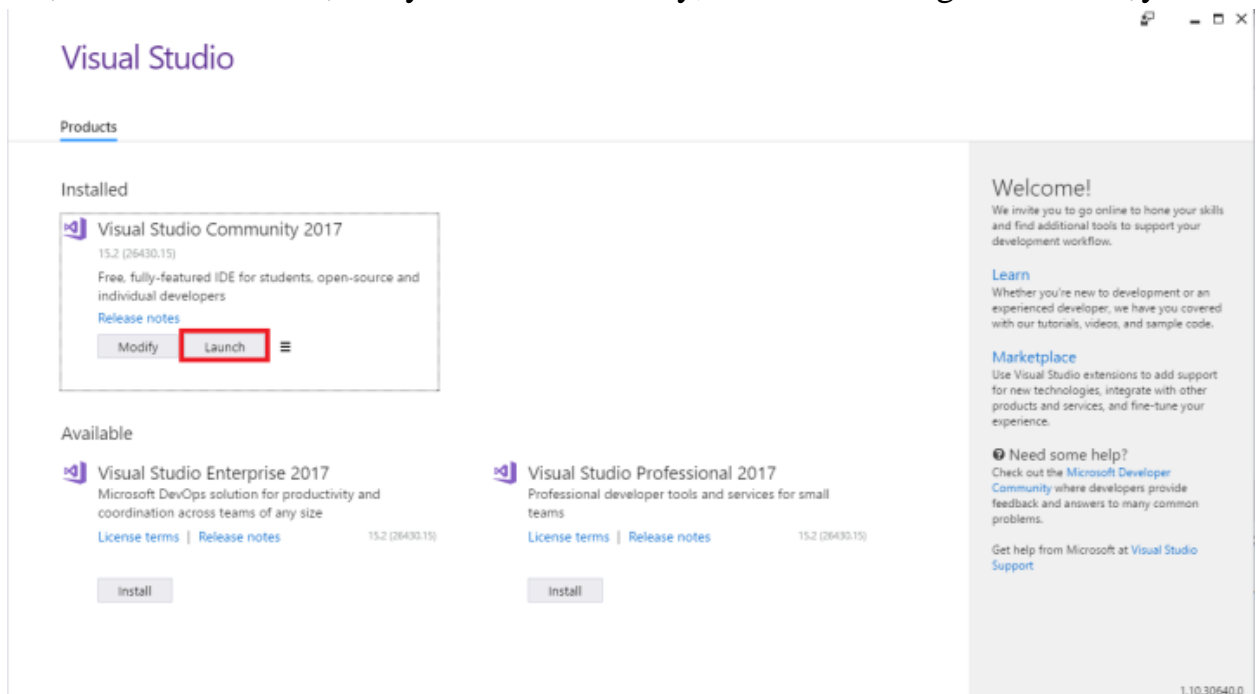 Visual Studio
Products
Installed
Visual Studio Community 2017
15.2 (26430.15)
Free, fully-featured IDE for students, open-source and
individual developers
Release notes
Modify Launch
Available
Visual Studio Enterprise 2017
Microsoft DevOps solution for productivity and
coordination across teams of any size
License terms | Release notes 15.2 (26430.15)
Install
Visual Studio Professional 2017
Professional developer tools and services for small
teams
License terms | Release notes 15.2 (26430.15)
Install
Welcome!
We invite you to go online to hone your skills
and find additional tools to support your
development workflow.
Learn
Whether you're new to development or an
experienced developer, we have you covered
with our tutorials, videos, and sample code.
Marketplace
Use Visual Studio extensions to add support
for new technologies, integrate with other
products and services, and fine-tune your
experience.
Need some help?
Check out the Microsoft Developer
Community where developers provide
feedback and answers to many common
problems.
Get help from Microsoft at Visual Studio
Support
1.10.30640.0